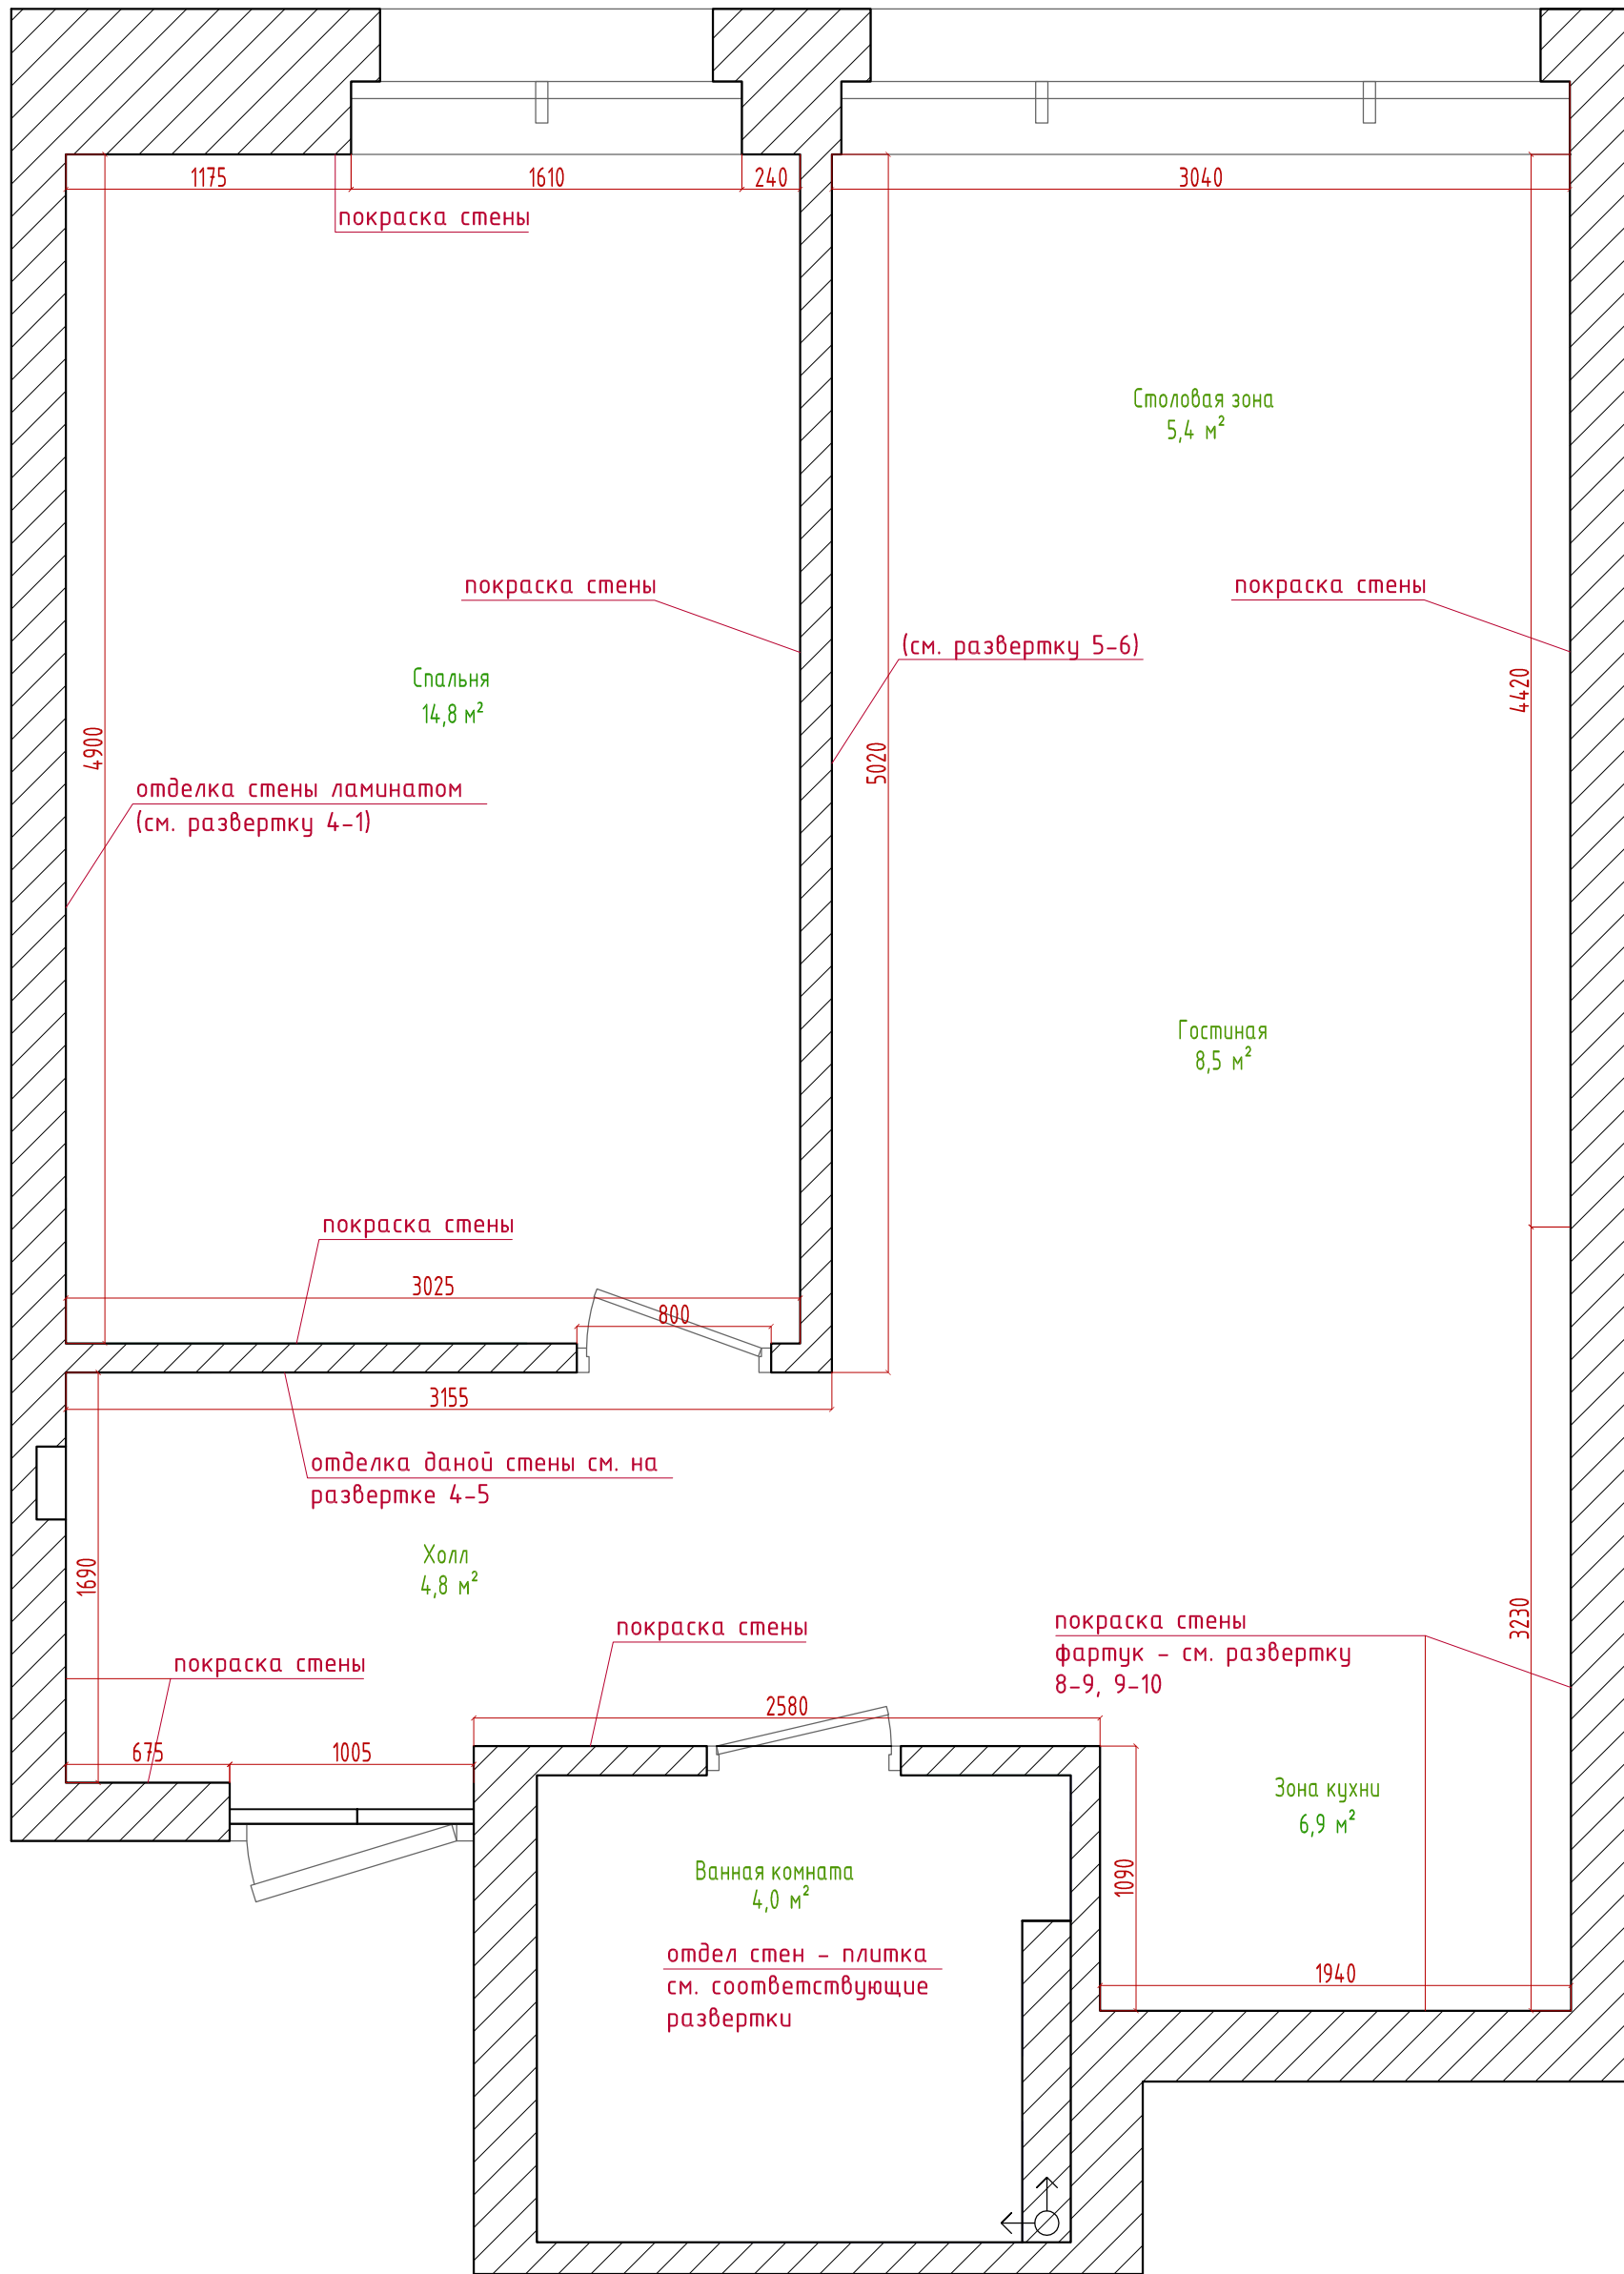 1175
1610
240
3040
покраска стены
Столовая зона
5,4 м²
покраска стены
покраска стены
(см. развертку 5-6)
Спальня
14,8 м²
4420
4900
5020
отделка стены ламинатом
(см. развертку 4-1)
Гостиная
8,5 м²
покраска стены
3025
800
3155
отделка даной стены см. на
развертке 4-5
Холл
4,8 м²
1690
3230
покраска стены
покраска стены
фартук - см. развертку
8-9, 9-10
покраска стены
2580
675
1005
Зона кухни
6,9 м²
Ванная комната
4,0 м²
1090
отдел стен - плитка
см. соответствующие
развертки
1940